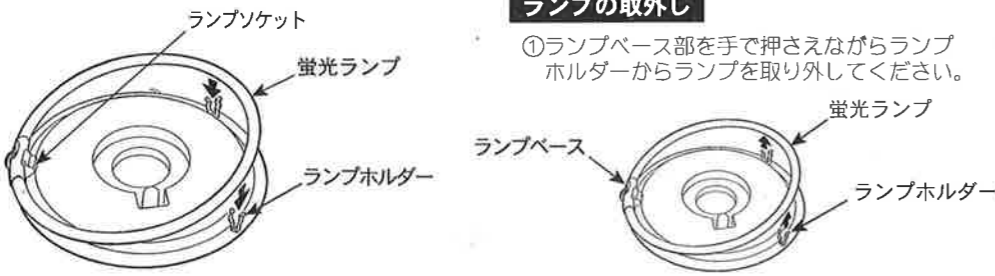 ランプソケット
蛍光ランプ
ランプホルダー
ランプの取外し
①ランプベース部を手で押さえながらランプ
ホルダーからランプを取り外してください。
蛍光ランプ
ランプベース
ランプホルダー